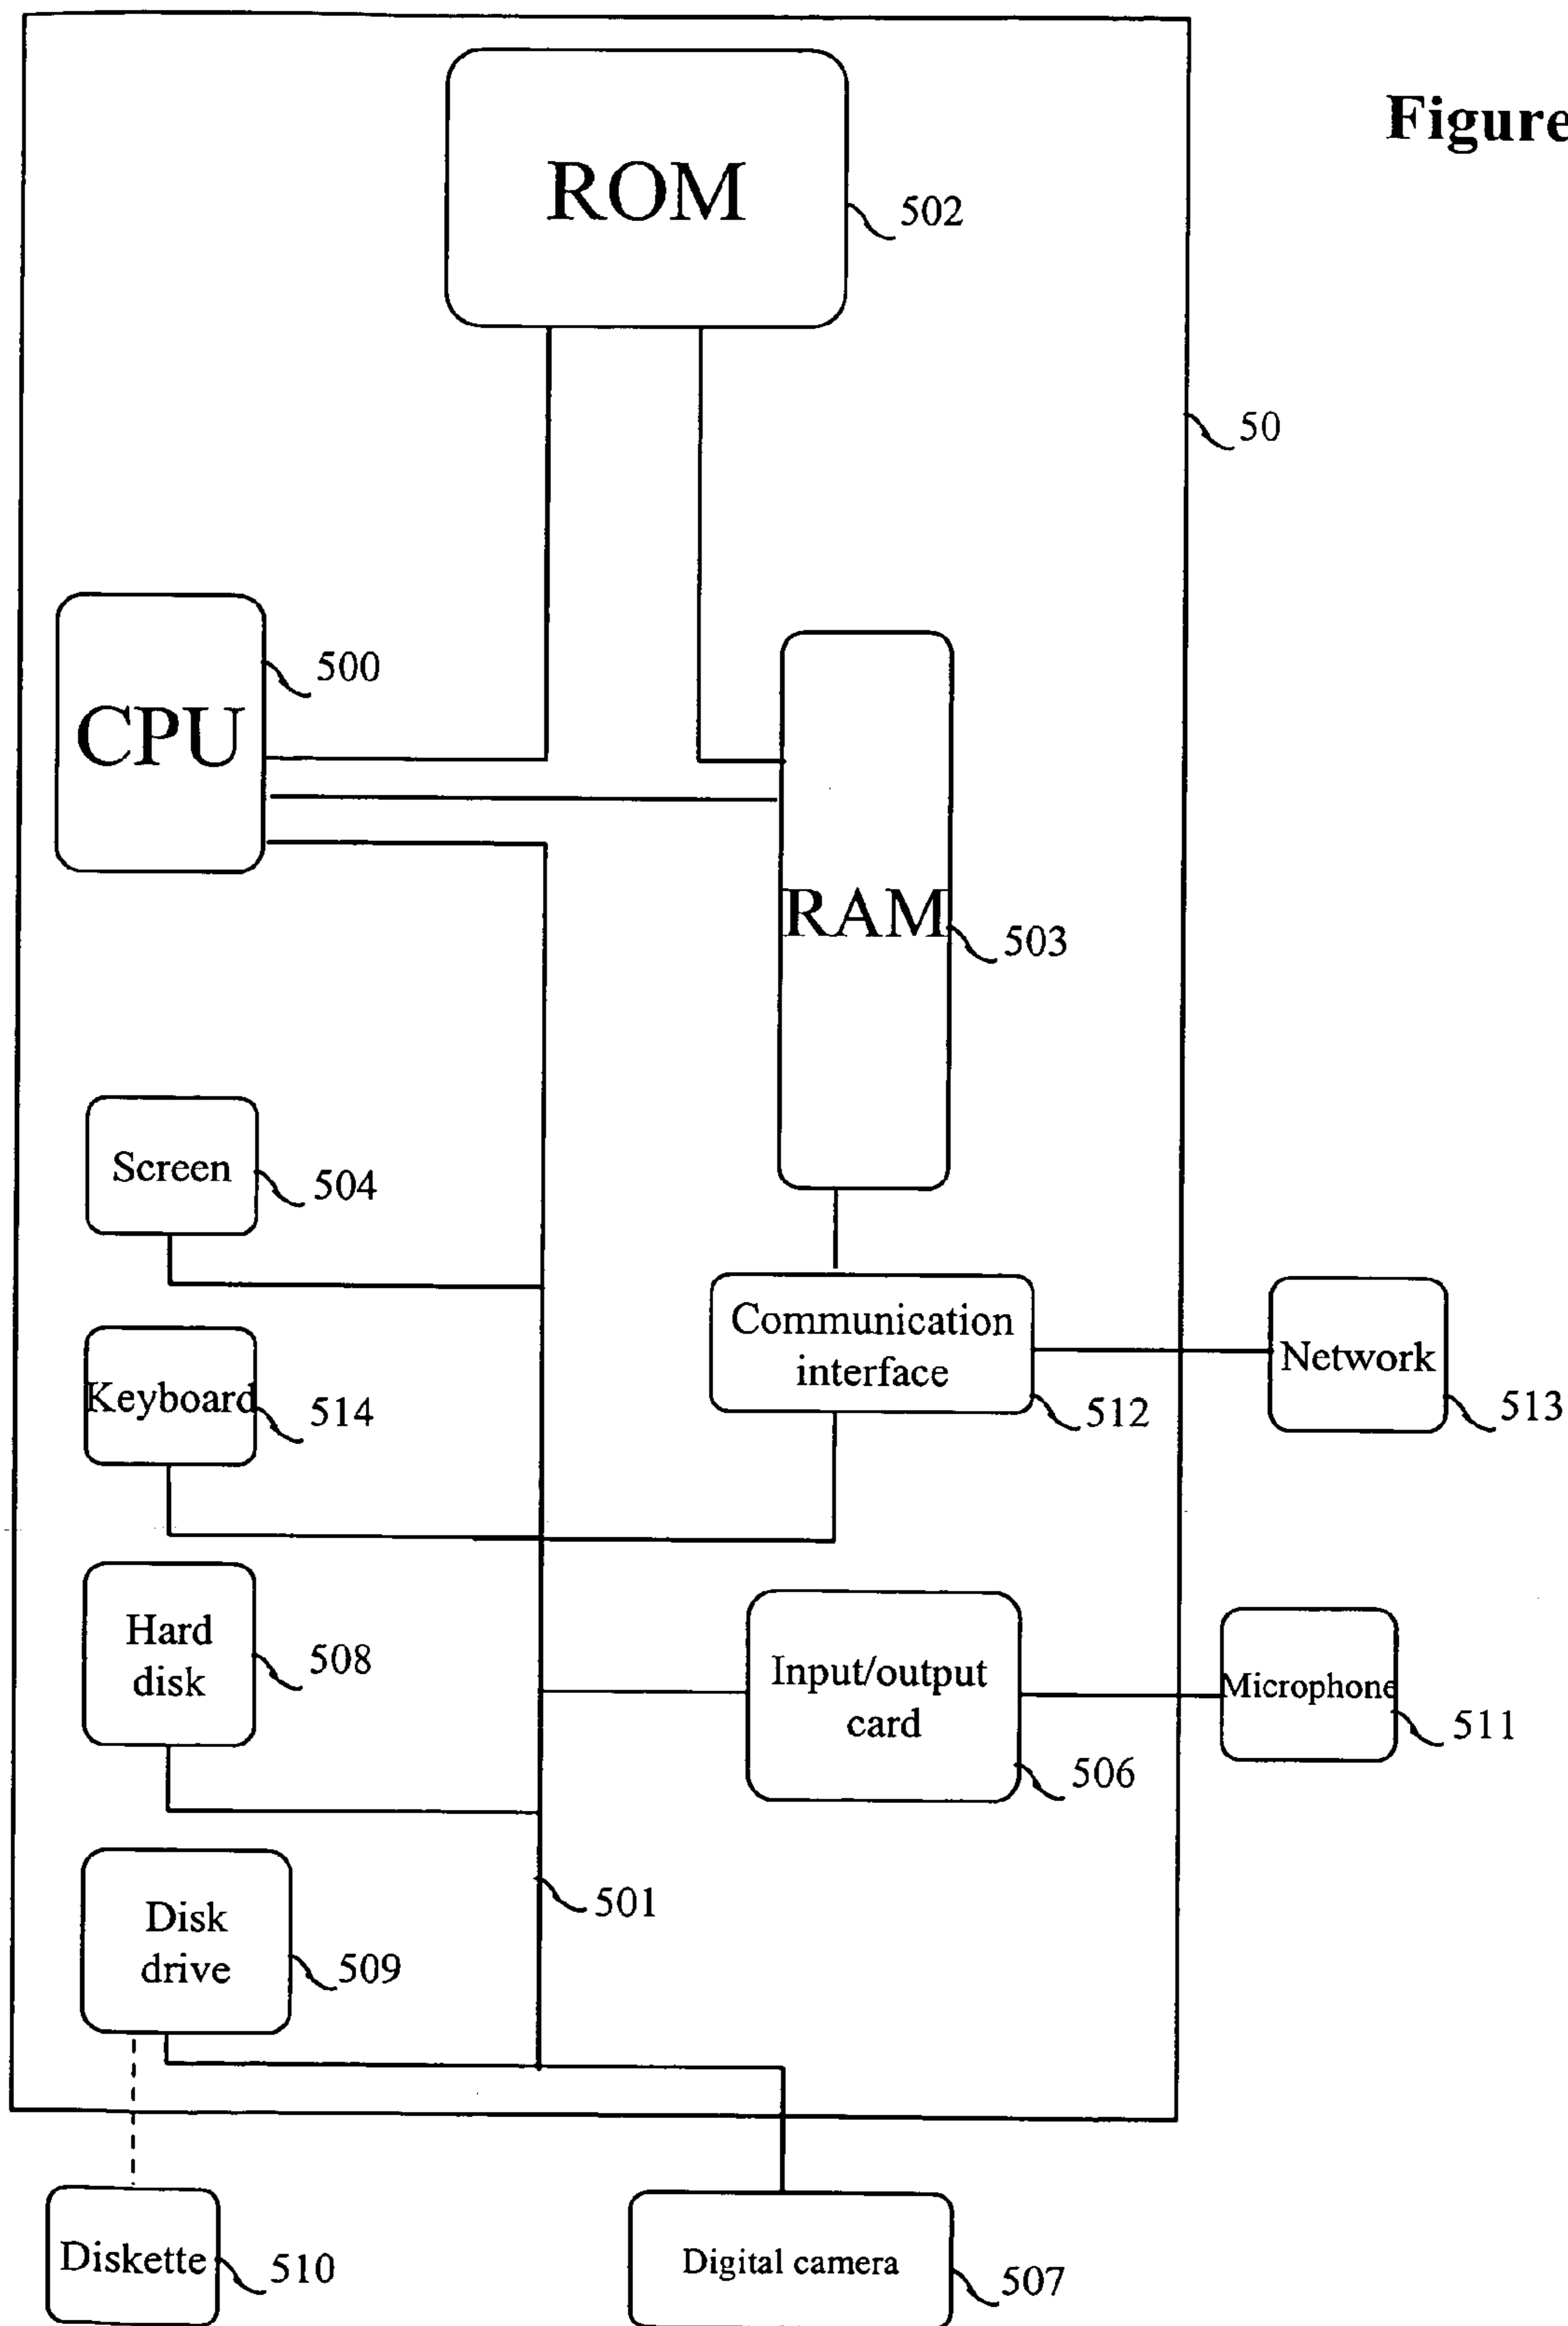 Figure
ROM
502
50
CPU
500
RAM
503
Screen
504
Communication
interface
512
Network
513
Keyboard
514
Hard
disk
508
Input/output
card
506
Microphone
511
501
Disk
drive
509
Diskette
510
Digital camera
507